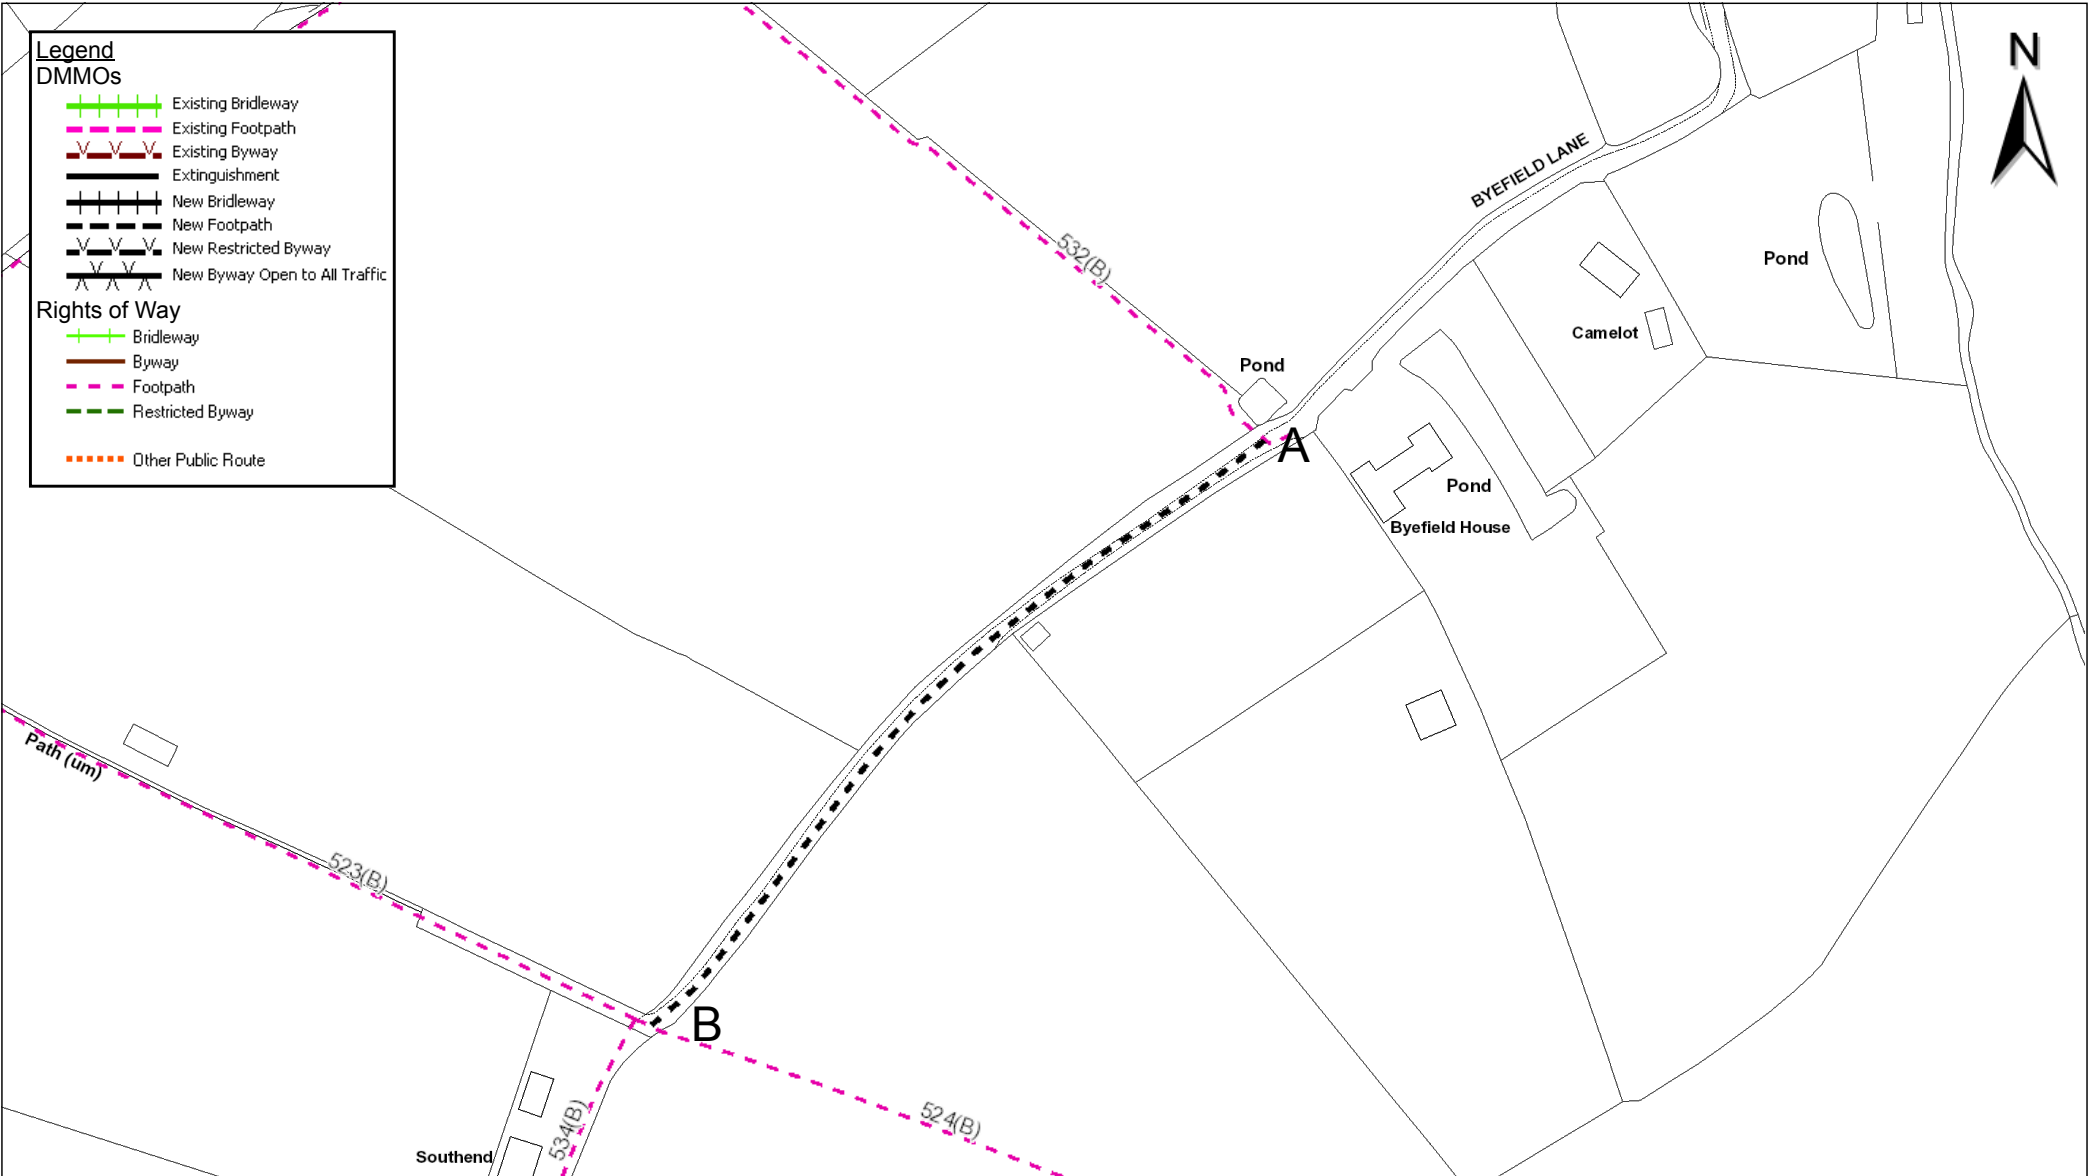 Legend
DMMOs
Existing Bridleway
Existing Footpath
Existing Byway
Extinguishment
New Bridleway
New Footpath
New Restricted Byway
New Byway Open to All Traffic
Rights of Way
Bridleway
Byway
Footpath
Restricted Byway
Other Public Route
N
BYEFIELD LANE
532(B)
Pond
Camelot
Pond
A
Pond
Byefield House
Path (um)
523(B)
B
524(B)
534(B)
Southend